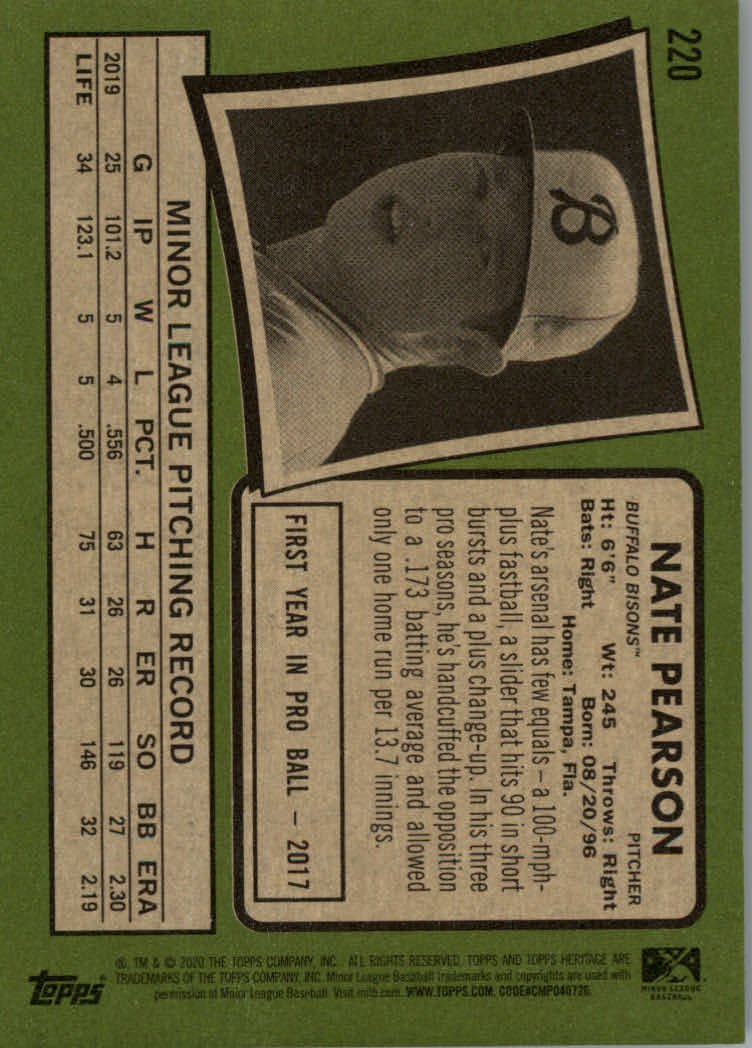 220
B
NATE PEARSON
BUFFALO BISONS™ PITCHER
Ht: 6'6" Wt: 245 Throws: Right
Bats: Right Born: 08/20/96
Home: Tampa, Fla.
Nate's arsenal has few equals – a 100-mph-
plus fastball, a slider that hits 90 in short
bursts and a plus change-up. In his three
pro seasons, he's handcuffed the opposition
to a .173 batting average and allowed
only one home run per 13.7 innings.
FIRST YEAR IN PRO BALL – 2017
MINOR LEAGUE PITCHING RECORD
G IP W L PCT. H R ER SO BB ERA
2019 25 101.2 5 4 .556 63 26 26 119 27 2.30
LIFE 34 123.1 5 5 .500 75 31 30 146 32 2.19
MINOR LEAGUE
BASEBALL
®, TM & © 2020 THE TOPPS COMPANY, INC. ALL RIGHTS RESERVED. TOPPS AND TOPPS HERITAGE ARE
TRADEMARKS OF THE TOPPS COMPANY, INC. Minor League Baseball trademarks and copyrights are used with
permission of Minor League Baseball. Visit milb.com. WWW.TOPPS.COM. CODE#CMP040726.
topps